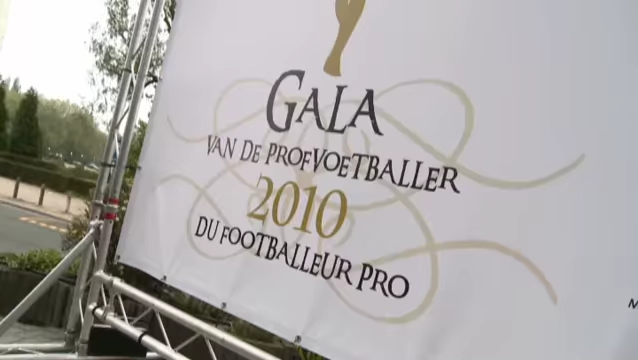 GALA
VAN DE PROFVOETBALLER
2010
DU FOOTBALLEUR PRO